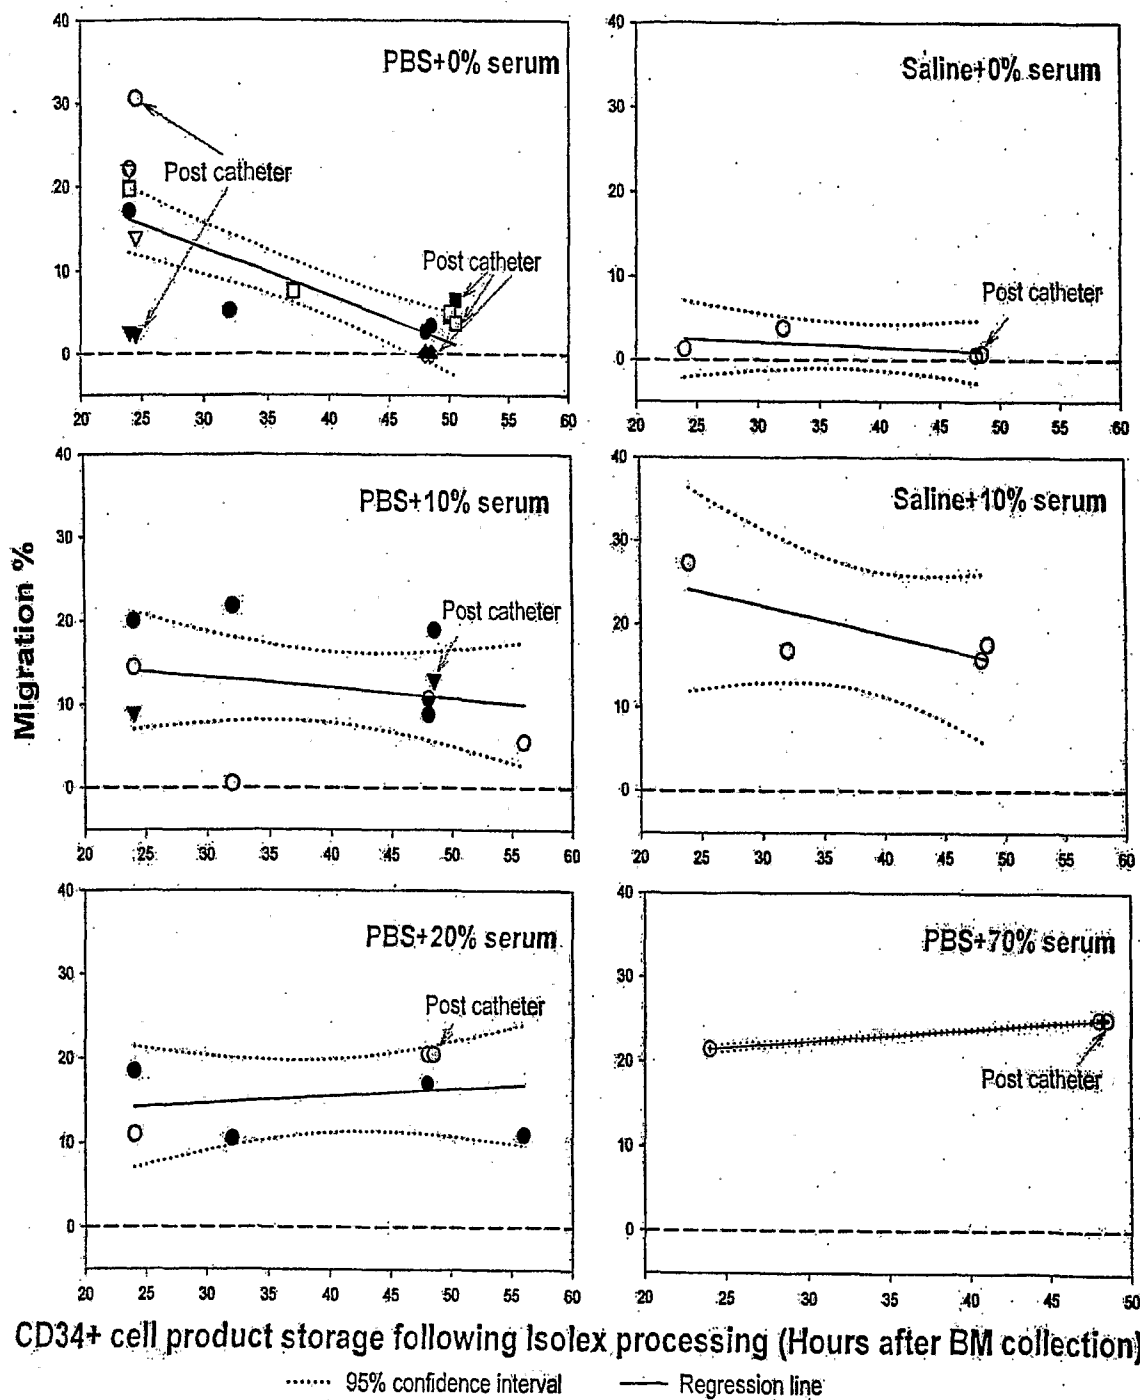 PBS+0% serum
40
30
20
10
0
Post catheter
Post catheter
20 25 30 35 40 45 50 55 60
Saline+0% serum
40
30
20
10
0
Post catheter
20 25 30 35 40 45 50 55 60
Migration %
PBS+10% serum
40
30
20
10
0
Post catheter
20 25 30 35 40 45 50 55 60
Saline+10% serum
40
30
20
10
0
20 25 30 35 40 45 50 55 60
PBS+20% serum
40
30
20
10
0
Post catheter
20 25 30 35 40 45 50 55 60
PBS+70% serum
40
30
20
10
0
Post catheter
20 25 30 35 40 45 50
CD34+ cell product storage following Isolex processing (Hours after BM collection)
95% confidence interval
Regression line